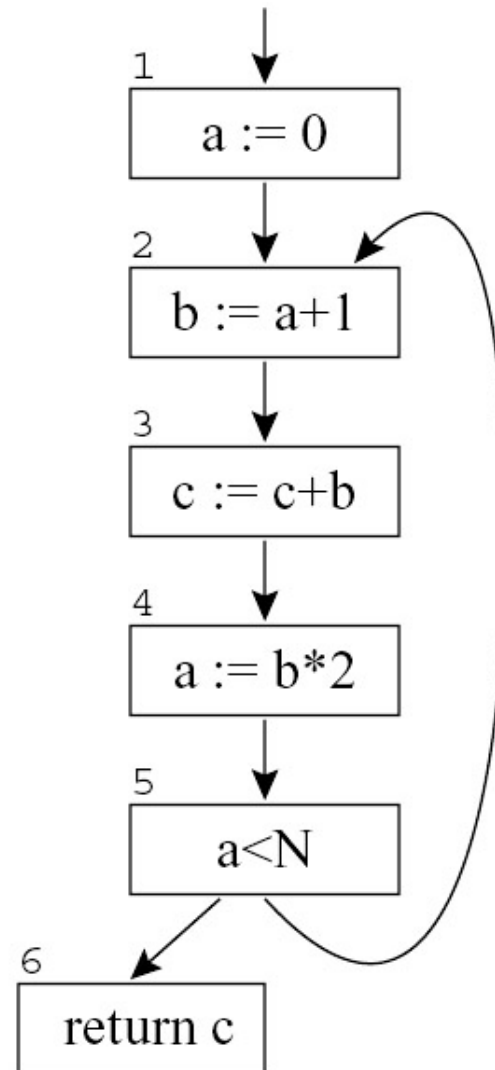 1
a := 0
2
b := a+1
3
c := c+b
4
a := b*2
5
a<N
6
return c